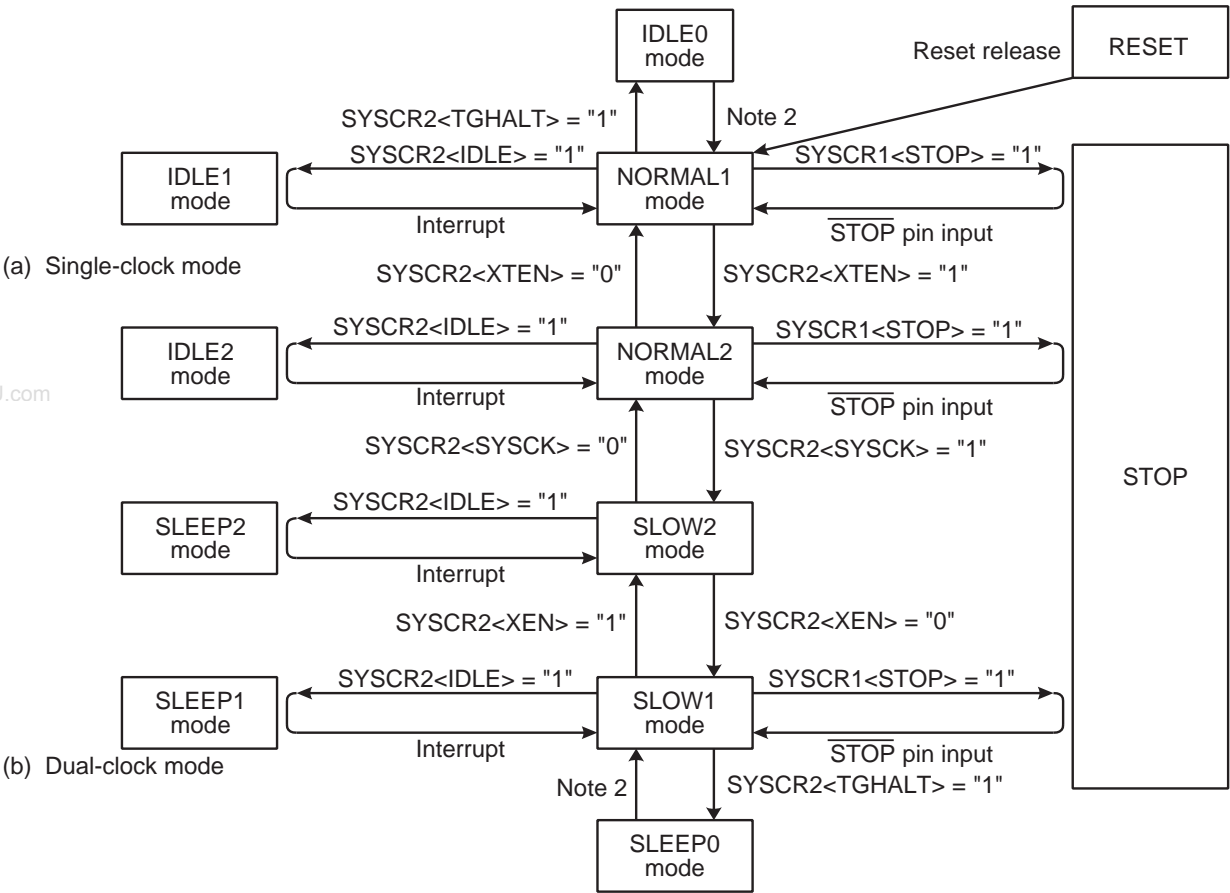 IDLE0
mode
RESET
Reset release
SYSCR2<TGHALT> = "1"
Note 2
SYSCR2<IDLE> = "1"
SYSCR1<STOP> = "1"
IDLE1
mode
NORMAL1
mode
Interrupt
STOP pin input
(a) Single-clock mode
SYSCR2<XTEN> = "0"
SYSCR2<XTEN> = "1"
SYSCR2<IDLE> = "1"
SYSCR1<STOP> = "1"
IDLE2
mode
NORMAL2
mode
.com
Interrupt
STOP pin input
SYSCR2<SYSCK> = "0"
SYSCR2<SYSCK> = "1"
STOP
SYSCR2<IDLE> = "1"
SLEEP2
mode
SLOW2
mode
Interrupt
SYSCR2<XEN> = "1"
SYSCR2<XEN> = "0"
SYSCR2<IDLE> = "1"
SYSCR1<STOP> = "1"
SLEEP1
mode
SLOW1
mode
Interrupt
STOP pin input
(b) Dual-clock mode
Note 2
SYSCR2<TGHALT> = "1"
SLEEP0
mode